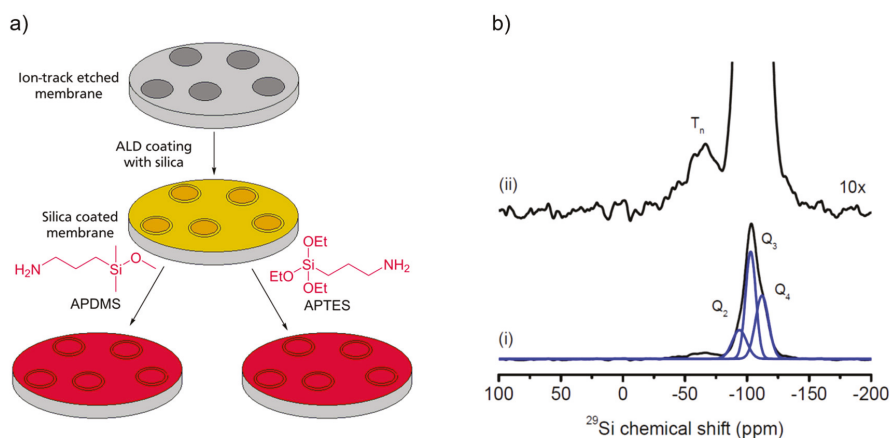 a)
Ion-track etched
membrane
ALD coating
with silica
Silica coated
membrane
H₂N
Si
O
APDMS
OEt
EtO
Si
OEt
NH₂
APTES
b)
Tₙ
(ii)
10x
Q₃
Q₄
Q₂
(i)
100 50 0 -50 -100 -150 -200
²⁹Si chemical shift (ppm)